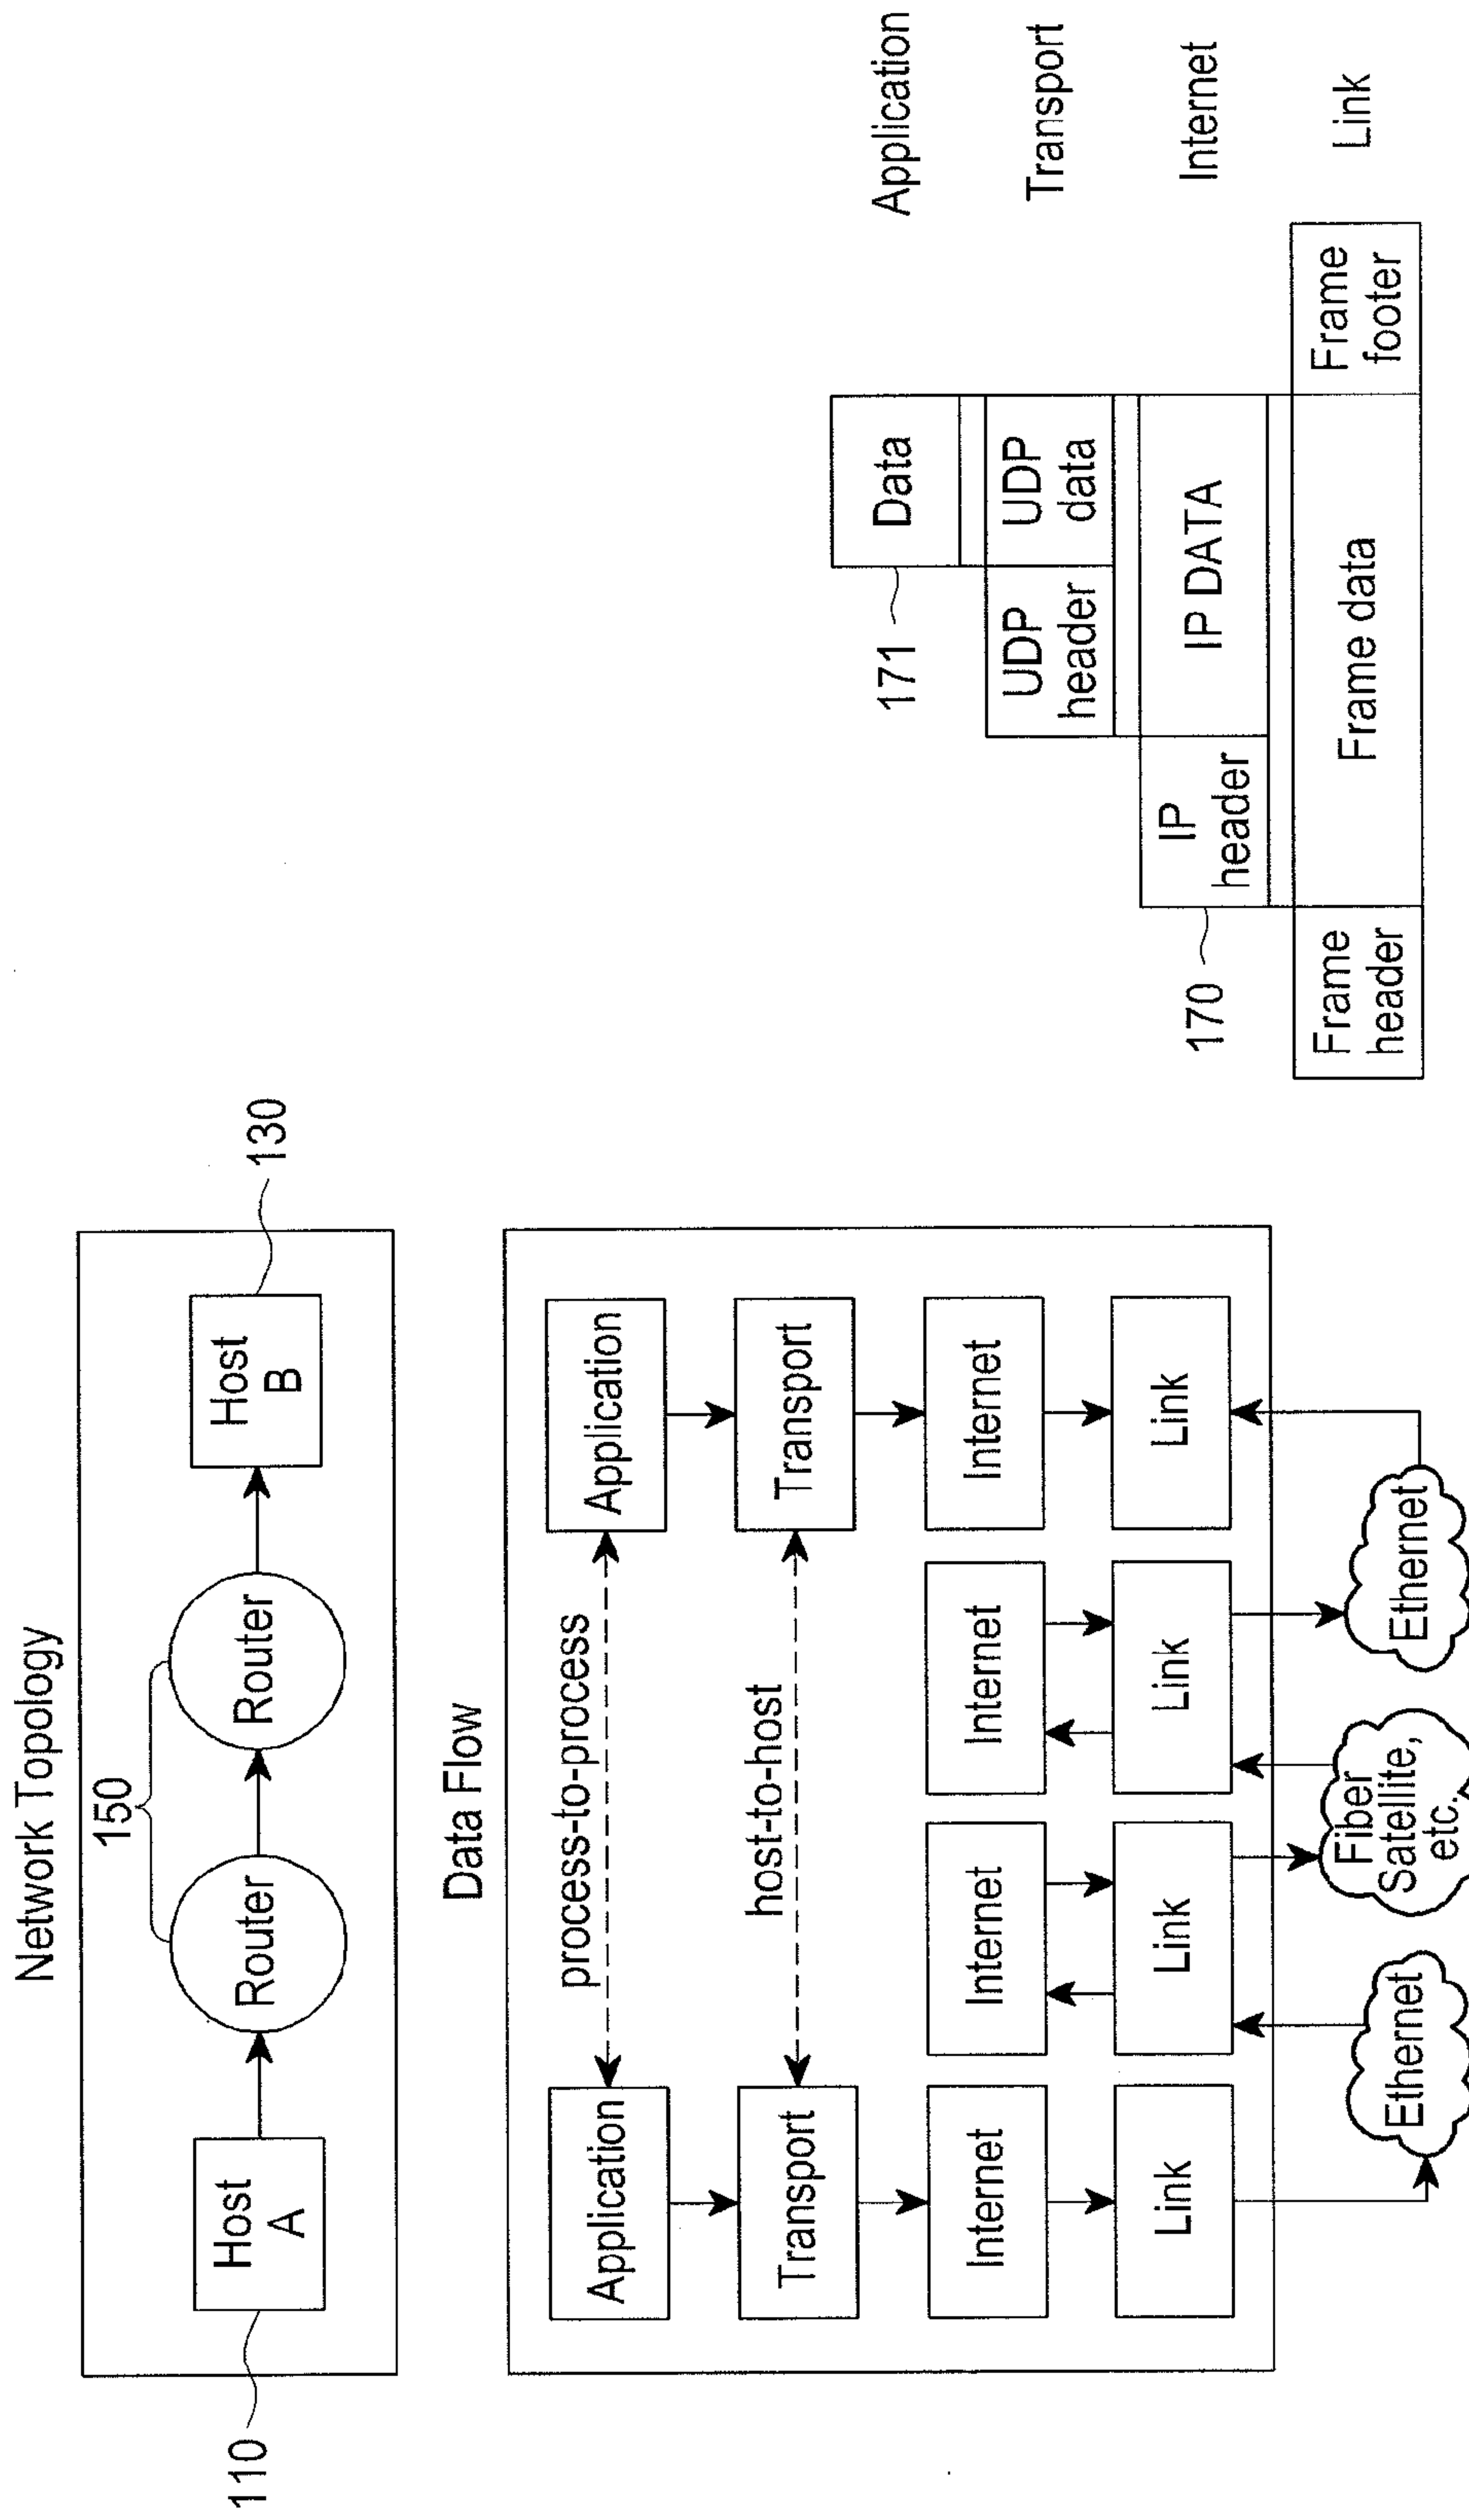 Network Topology
150
Host
A
Router
Router
Host
B
110
130
Data Flow
Application
process-to-process
Application
Transport
host-to-host
Transport
Internet
Internet
Internet
Internet
Link
Link
Link
Link
Ethernet
Fiber
Satellite,
etc.
Ethernet
171
Data
Application
UDP
header
UDP
data
Transport
170
IP
header
IP DATA
Internet
Frame
header
Frame data
Frame
footer
Link